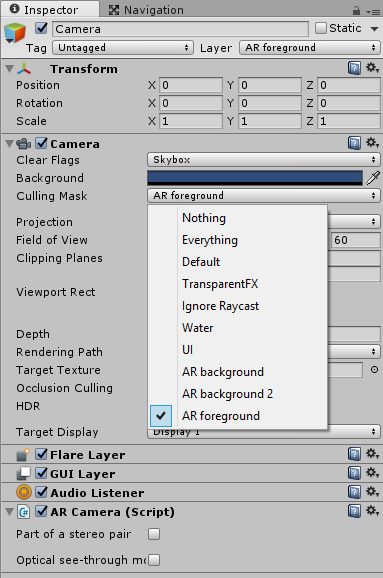 Inspector Navigation
Camera Static
Tag Untagged Layer AR foreground
Transform
Position X 0 Y 0 Z 0
Rotation X 0 Y 0 Z 0
Scale X 1 Y 1 Z 1
Camera
Clear Flags Skybox
Background
Culling Mask AR foreground
Nothing
Projection
Everything
Field of View 60
Default
Clipping Planes
TransparentFX
Viewport Rect
Ignore Raycast
Water
Depth
UI
Rendering Path
Target Texture
AR background
Occlusion Culling
AR background 2
HDR
AR foreground
Target Display Display 1
Flare Layer
GUI Layer
Audio Listener
AR Camera (Script)
Part of a stereo pair
Optical see-through mo